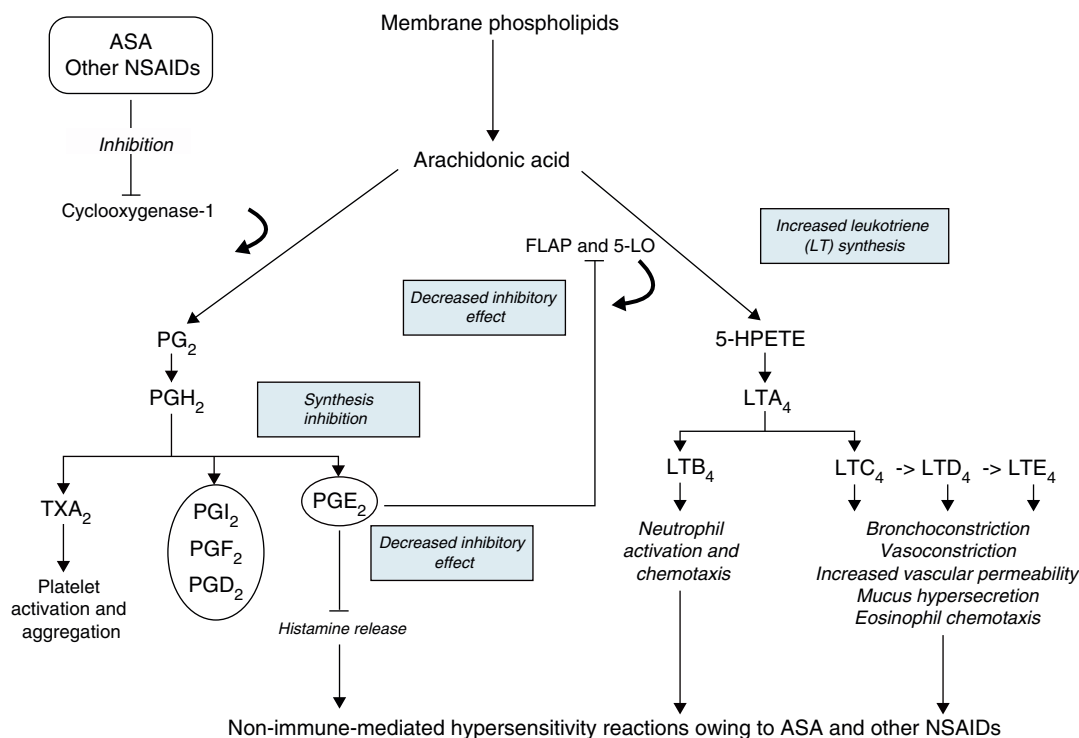 ASA
Other NSAIDs
Membrane phospholipids
Inhibition
Arachidonic acid
Cyclooxygenase-1
FLAP and 5-LO
Increased leukotriene
(LT) synthesis
Decreased inhibitory
effect
PG2
5-HPETE
PGH2
Synthesis
inhibition
LTA4
TXA2
PGI2
PGF2
PGD2
PGE2
LTB4
LTC4 -> LTD4 -> LTE4
Decreased inhibitory
effect
Platelet
activation and
aggregation
Histamine release
Neutrophil
activation and
chemotaxis
Bronchoconstriction
Vasoconstriction
Increased vascular permeability
Mucus hypersecretion
Eosinophil chemotaxis
Non-immune-mediated hypersensitivity reactions owing to ASA and other NSAIDs